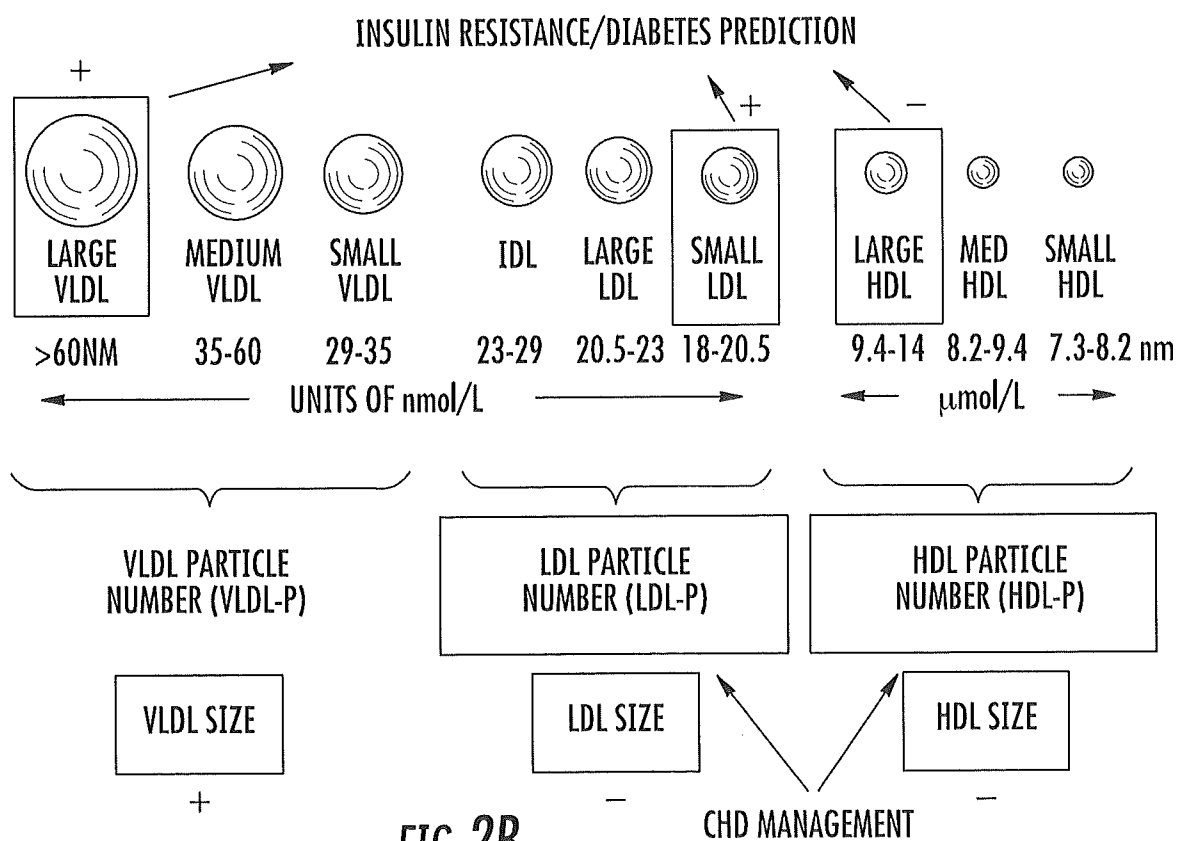 INSULIN RESISTANCE/DIABETES PREDICTION
+ + −
LARGE VLDL
MEDIUM VLDL
SMALL VLDL
IDL
LARGE LDL
SMALL LDL
LARGE HDL
MED HDL
SMALL HDL
>60NM 35-60 29-35 23-29 20.5-23 18-20.5 9.4-14 8.2-9.4 7.3-8.2 nm
UNITS OF nmol/L μmol/L
VLDL PARTICLE
NUMBER (VLDL-P)
LDL PARTICLE
NUMBER (LDL-P)
HDL PARTICLE
NUMBER (HDL-P)
VLDL SIZE LDL SIZE HDL SIZE
+ − −
FIG. 2B
CHD MANAGEMENT